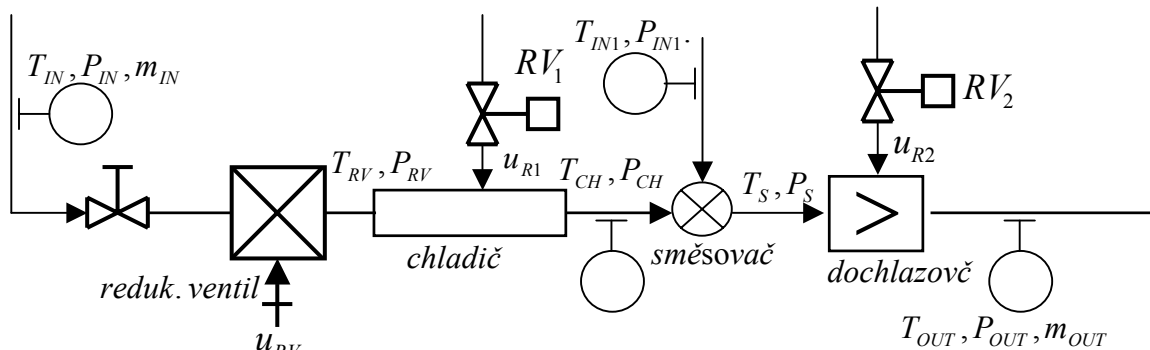 T_IN, P_IN, m_IN
RV_1
T_IN1, P_IN1.
RV_2
T_RV, P_RV
u_R1
T_CH, P_CH
T_S, P_S
u_R2
>
reduk. ventil
chladič
směsovač
dochlazovč
u_RV
T_OUT, P_OUT, m_OUT